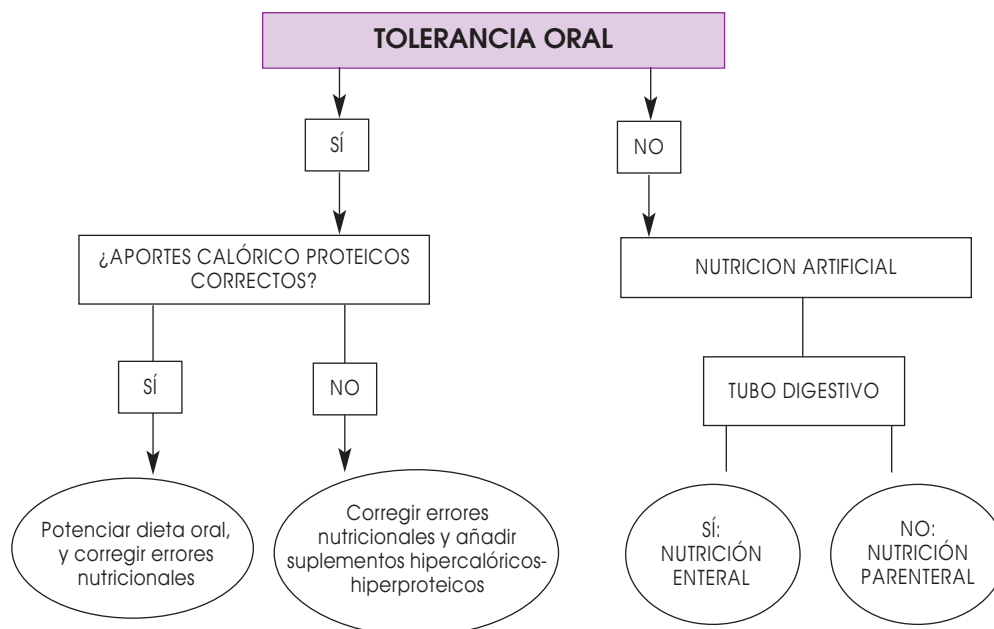 TOLERANCIA ORAL
SÍ
NO
¿APORTES CALÓRICO PROTEICOS
CORRECTOS?
NUTRICION ARTIFICIAL
SÍ
NO
TUBO DIGESTIVO
Potenciar dieta oral,
y corregir errores
nutricionales
Corregir errores
nutricionales y añadir
suplementos hipercalóricos-
hiperproteicos
SÍ:
NUTRICIÓN
ENTERAL
NO:
NUTRICIÓN
PARENTERAL